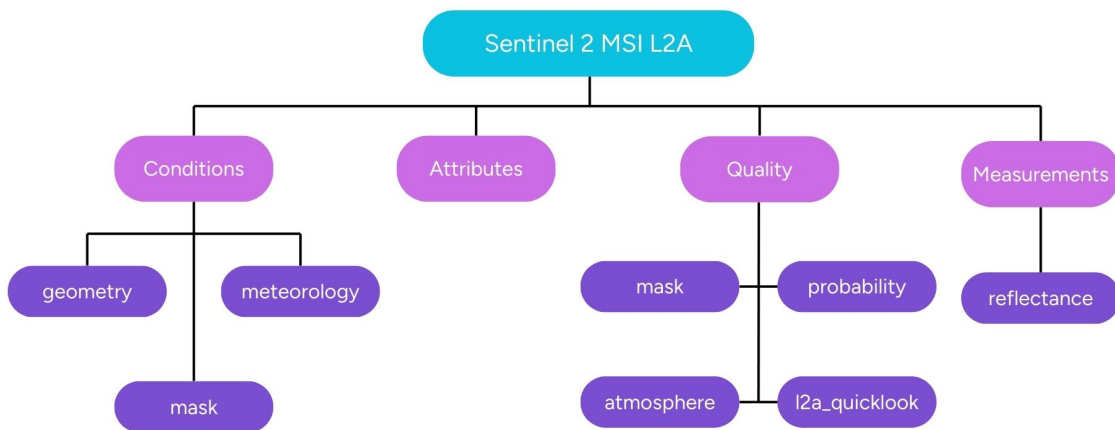 Sentinel 2 MSI L2A
Conditions
Attributes
Quality
Measurements
geometry
meteorology
mask
probability
reflectance
mask
atmosphere
l2a_quicklook